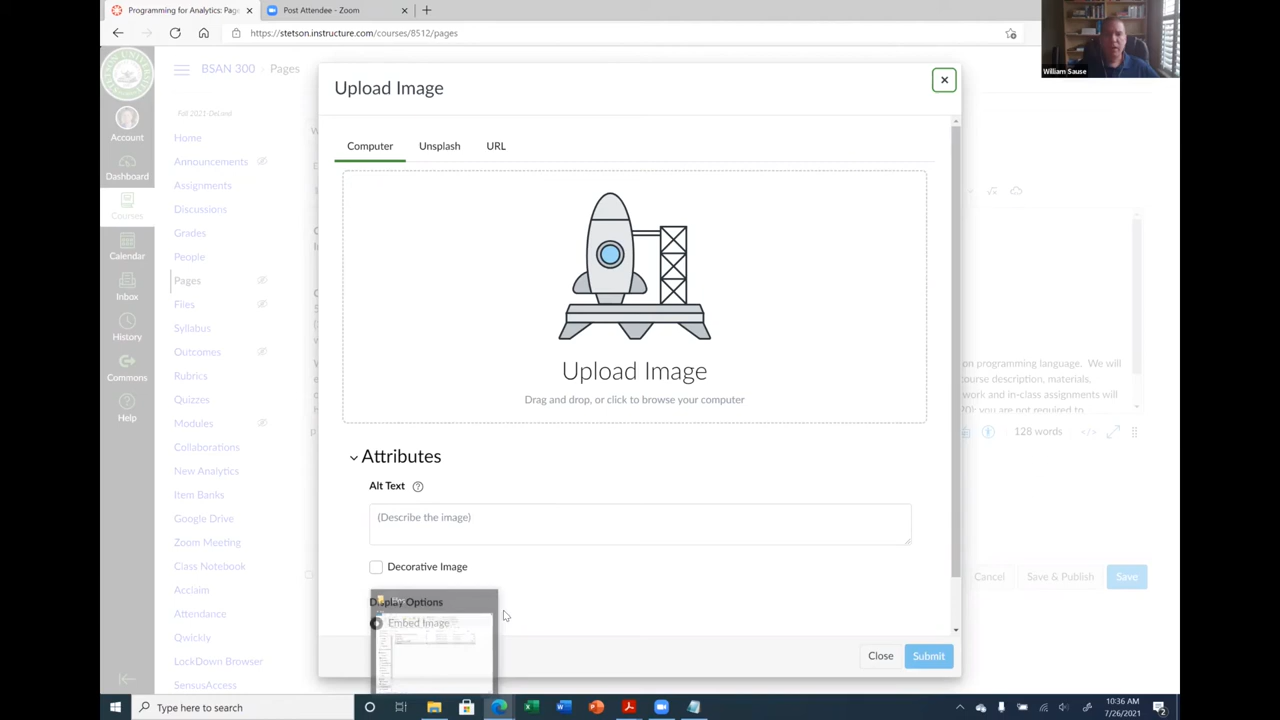 Programming for Analytics: Page
Post Attendee - Zoom
https://stetson.instructure.com/courses/8512/pages
William Sause
BSAN 300 › Pages
Account
Dashboard
Courses
Calendar
Inbox
History
Commons
Help
Home
Announcements
Assignments
Discussions
Grades
People
Pages
Files
Syllabus
Outcomes
Rubrics
Quizzes
Modules
Collaborations
New Analytics
Item Banks
Google Drive
Zoom Meeting
Class Notebook
Acclaim
Attendance
Qwickly
LockDown Browser
SensusAccess
Upload Image
Computer
Unsplash
URL
Upload Image
Drag and drop, or click to browse your computer
Attributes
Alt Text
(Describe the image)
Decorative Image
Display Options
Embed Image
Close
Submit
on programming language. We will
course description, materials,
work and in-class assignments will
you are not required to
128 words
</>
Cancel
Save & Publish
Save
Type here to search
10:36 AM
7/26/2021
2